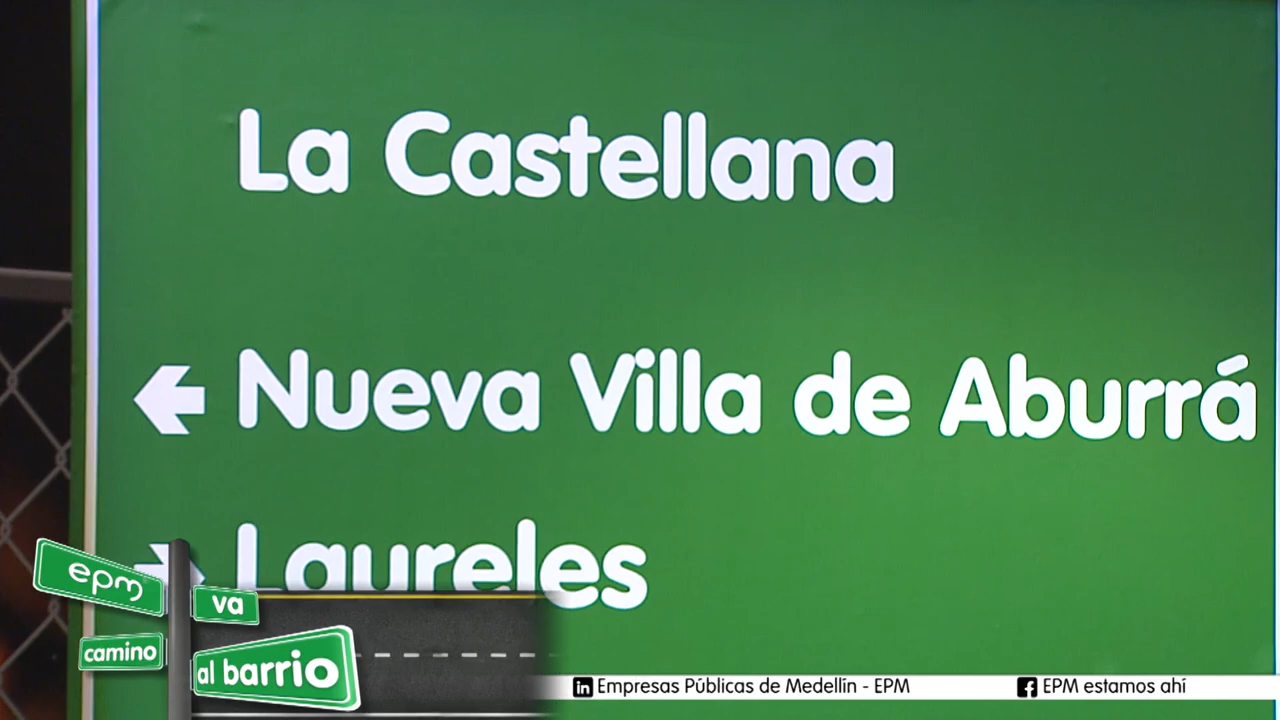 La Castellana
Nueva Villa de Aburrá
Laureles
epm
va
camino
al barrio
Empresas Públicas de Medellín - EPM
EPM estamos ahí